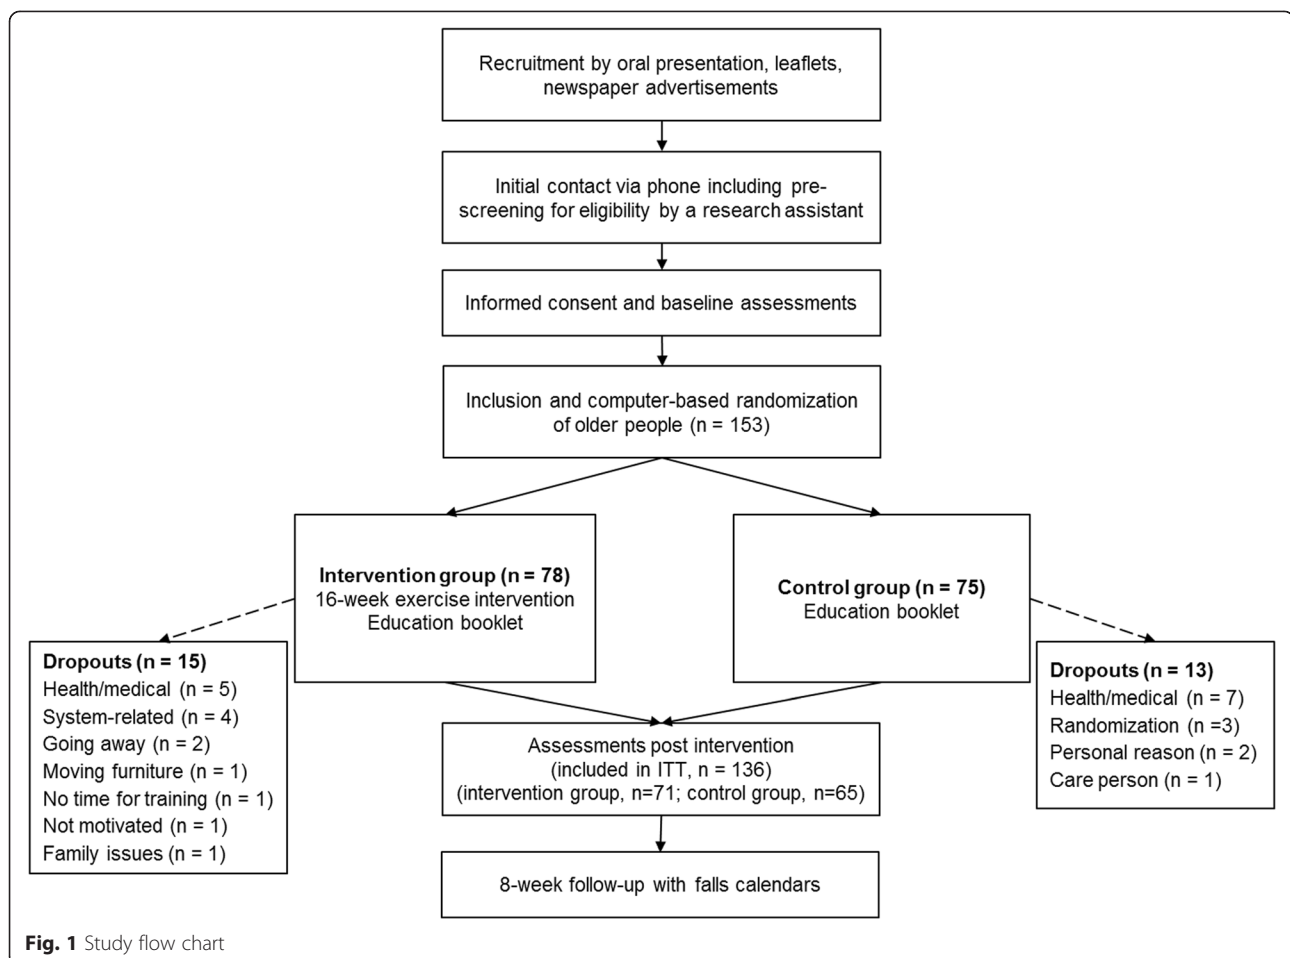 Recruitment by oral presentation, leaflets,
newspaper advertisements
Initial contact via phone including pre-
screening for eligibility by a research assistant
Informed consent and baseline assessments
Inclusion and computer-based randomization
of older people (n = 153)
Intervention group (n = 78)
16-week exercise intervention
Education booklet
Control group (n = 75)
Education booklet
Dropouts (n = 15)
Health/medical (n = 5)
System-related (n = 4)
Going away (n = 2)
Moving furniture (n = 1)
No time for training (n = 1)
Not motivated (n = 1)
Family issues (n = 1)
Dropouts (n = 13)
Health/medical (n = 7)
Randomization (n =3)
Personal reason (n = 2)
Care person (n = 1)
Assessments post intervention
(included in ITT, n = 136)
(intervention group, n=71; control group, n=65)
8-week follow-up with falls calendars
Fig. 1 Study flow chart